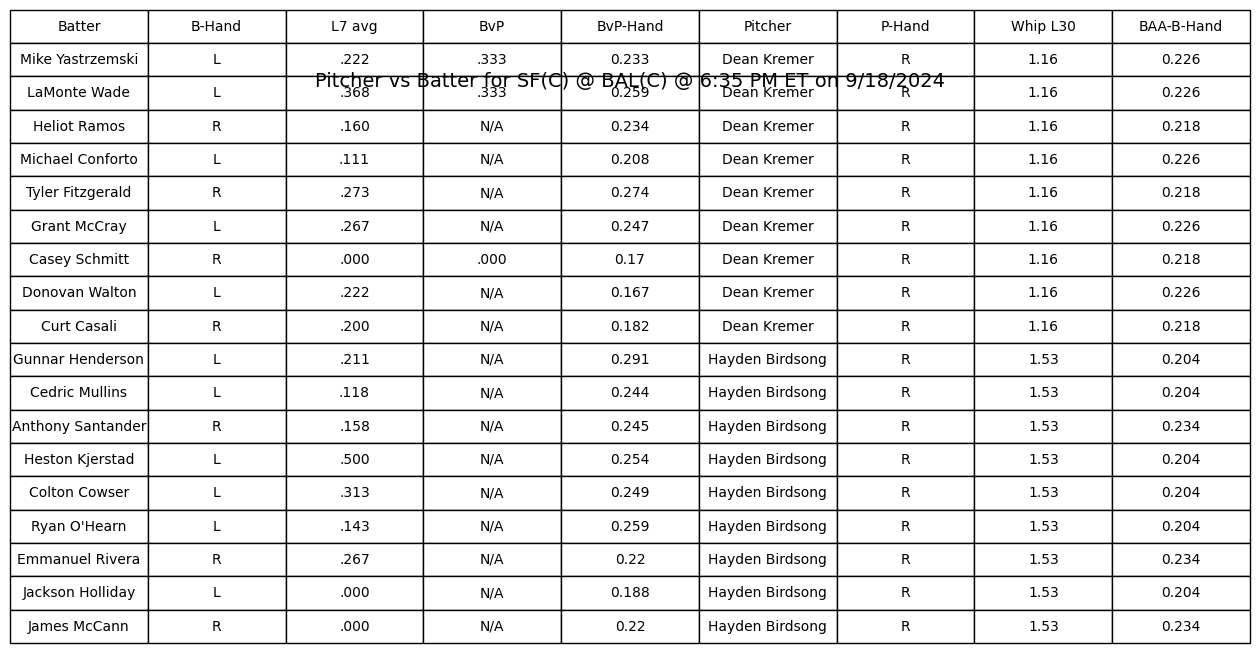 Batter B-Hand L7 avg BvP BvP-Hand Pitcher P-Hand Whip L30 BAA-B-Hand
Mike Yastrzemski L .222 .333 0.233 Dean Kremer R 1.16 0.226
Pitcher vs Batter for SF(C) @ BAL(C) @ 6:35 PM ET on 9/18/2024
LaMonte Wade L .368 .333 0.259 Dean Kremer R 1.16 0.226
Heliot Ramos R .160 N/A 0.234 Dean Kremer R 1.16 0.218
Michael Conforto L .111 N/A 0.208 Dean Kremer R 1.16 0.226
Tyler Fitzgerald R .273 N/A 0.274 Dean Kremer R 1.16 0.218
Grant McCray L .267 N/A 0.247 Dean Kremer R 1.16 0.226
Casey Schmitt R .000 .000 0.17 Dean Kremer R 1.16 0.218
Donovan Walton L .222 N/A 0.167 Dean Kremer R 1.16 0.226
Curt Casali R .200 N/A 0.182 Dean Kremer R 1.16 0.218
Gunnar Henderson L .211 N/A 0.291 Hayden Birdsong R 1.53 0.204
Cedric Mullins L .118 N/A 0.244 Hayden Birdsong R 1.53 0.204
Anthony Santander R .158 N/A 0.245 Hayden Birdsong R 1.53 0.234
Heston Kjerstad L .500 N/A 0.254 Hayden Birdsong R 1.53 0.204
Colton Cowser L .313 N/A 0.249 Hayden Birdsong R 1.53 0.204
Ryan O'Hearn L .143 N/A 0.259 Hayden Birdsong R 1.53 0.204
Emmanuel Rivera R .267 N/A 0.22 Hayden Birdsong R 1.53 0.234
Jackson Holliday L .000 N/A 0.188 Hayden Birdsong R 1.53 0.204
James McCann R .000 N/A 0.22 Hayden Birdsong R 1.53 0.234